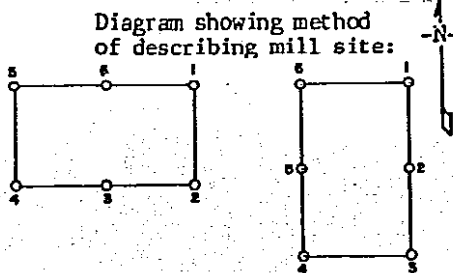 Diagram showing method
of describing mill site:
-N-
5 6 1
4 3 2
6 1
5 2
4 3